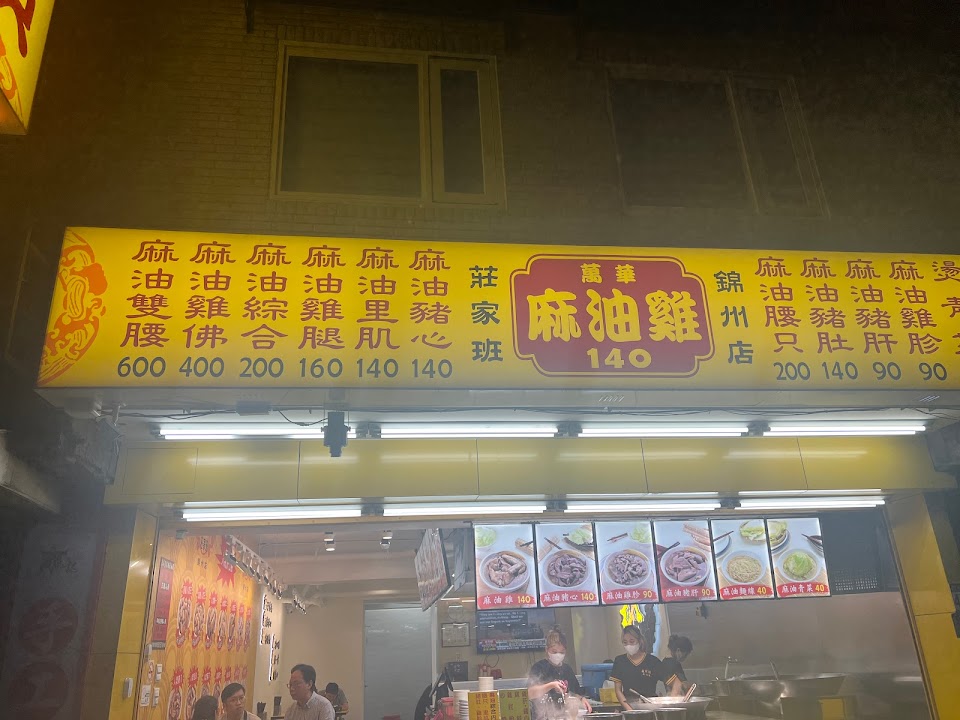 麻油雙腰
600
麻油雞佛
400
麻油綜合
200
麻油雞腿
160
麻油里肌
140
麻油豬心
140
莊家班
萬華
麻油雞
140
錦州店
麻油腰只
200
麻油豬肚
140
麻油豬肝
90
麻油雞胗
90
燙青
麻油雞 140
麻油豬心 140
麻油雞胗 90
麻油豬肝 90
麻油麵線 40
麻油青菜 40